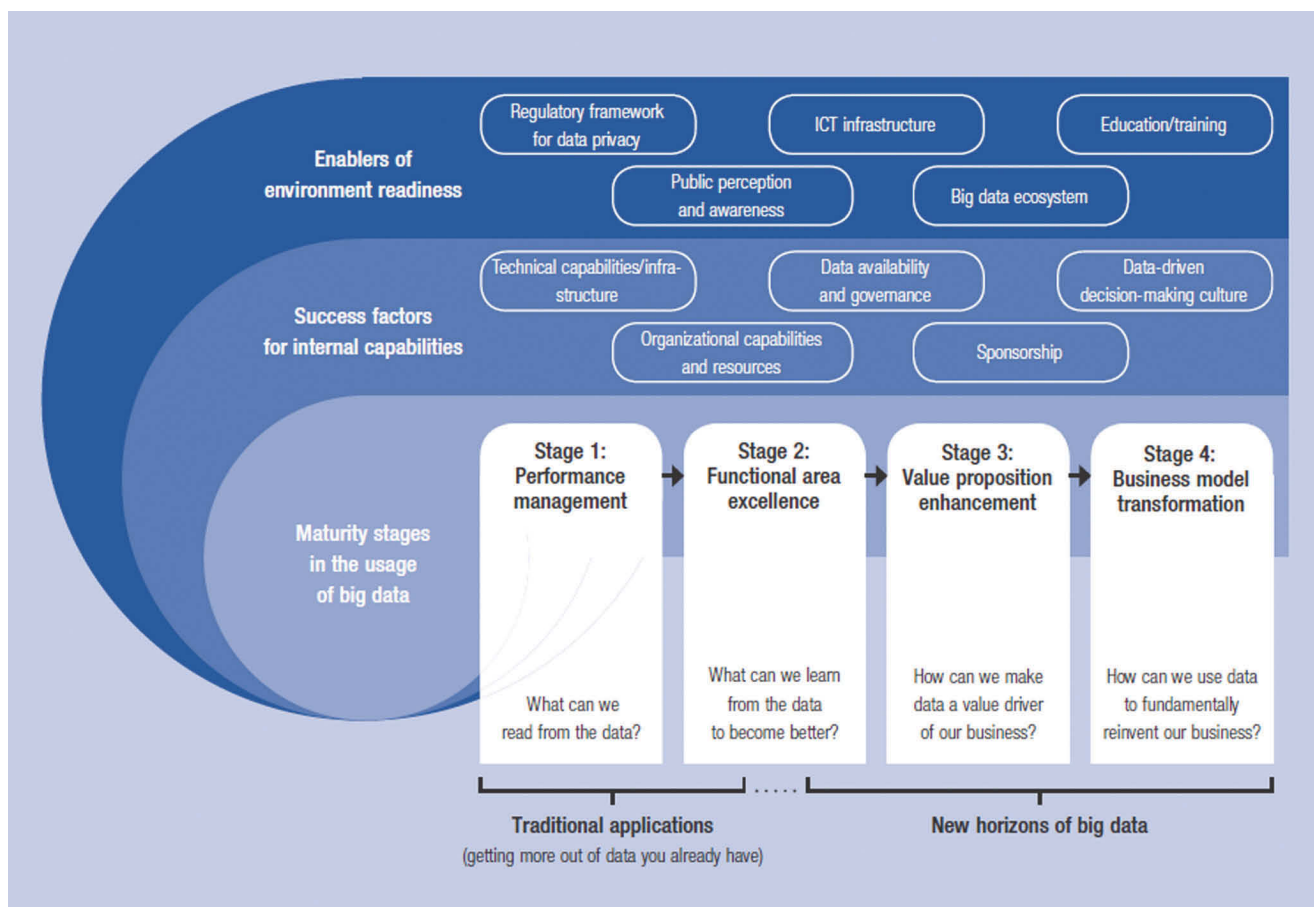 Enablers of
environment readiness
Regulatory framework
for data privacy
ICT infrastructure
Education/training
Public perception
and awareness
Big data ecosystem
Success factors
for internal capabilities
Technical capabilities/infra-
structure
Data availability
and governance
Data-driven
decision-making culture
Organizational capabilities
and resources
Sponsorship
Maturity stages
in the usage
of big data
Stage 1:
Performance
management
What can we
read from the data?
Stage 2:
Functional area
excellence
What can we learn
from the data
to become better?
Stage 3:
Value proposition
enhancement
How can we make
data a value driver
of our business?
Stage 4:
Business model
transformation
How can we use data
to fundamentally
reinvent our business?
Traditional applications
(getting more out of data you already have)
New horizons of big data